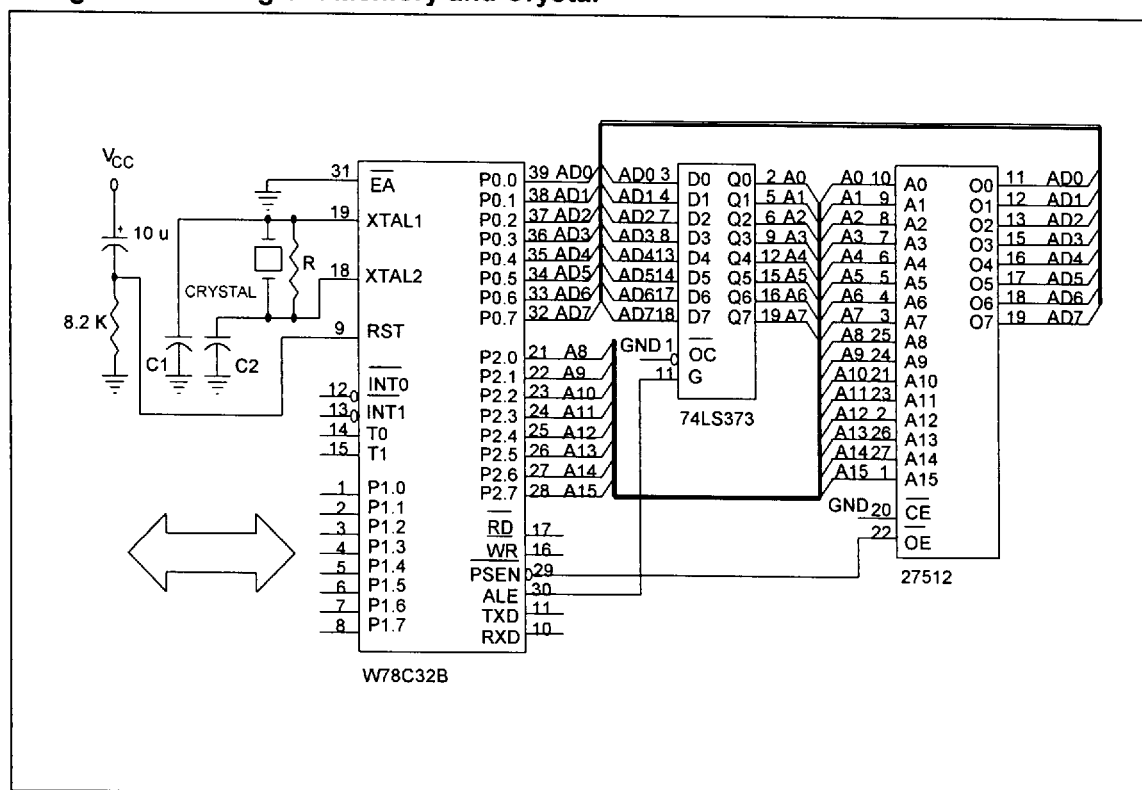 Memory and Crystal
VCC
10 u
8.2 K
C1
C2
CRYSTAL
R
31 EA
19 XTAL1
18 XTAL2
9 RST
12 INT0
13 INT1
14 T0
15 T1
1 P1.0
2 P1.1
3 P1.2
4 P1.3
5 P1.4
6 P1.5
7 P1.6
8 P1.7
P0.0 39 AD0
P0.1 38 AD1
P0.2 37 AD2
P0.3 36 AD3
P0.4 35 AD4
P0.5 34 AD5
P0.6 33 AD6
P0.7 32 AD7
P2.0 21 A8
P2.1 22 A9
P2.2 23 A10
P2.3 24 A11
P2.4 25 A12
P2.5 26 A13
P2.6 27 A14
P2.7 28 A15
RD 17
WR 16
PSEN 29
ALE 30
TXD 11
RXD 10
W78C32B
AD0 3 D0 Q0 2 A0
AD1 4 D1 Q1 5 A1
AD2 7 D2 Q2 6 A2
AD3 8 D3 Q3 9 A3
AD4 13 D4 Q4 12 A4
AD5 14 D5 Q5 15 A5
AD6 17 D6 Q6 16 A6
AD7 18 D7 Q7 19 A7
GND 1 OC
11 G
74LS373
A0 10 A0 O0 11 AD0
A1 9 A1 O1 12 AD1
A2 8 A2 O2 13 AD2
A3 7 A3 O3 15 AD3
A4 6 A4 O4 16 AD4
A5 5 A5 O5 17 AD5
A6 4 A6 O6 18 AD6
A7 3 A7 O7 19 AD7
A8 25 A8
A9 24 A9
A10 21 A10
A11 23 A11
A12 2 A12
A13 26 A13
A14 27 A14
A15 1 A15
GND 20 CE
22 OE
27512